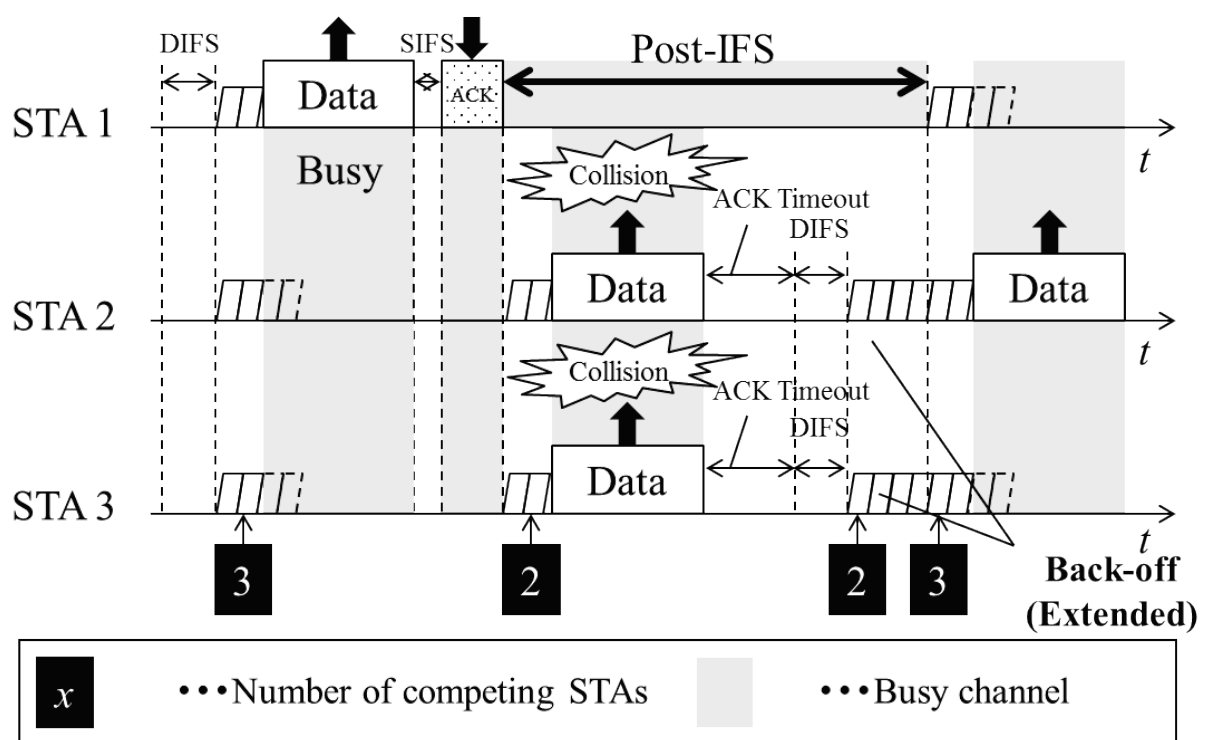 DIFS
SIFS
Post-IFS
Data
ACK
STA 1
t
Busy
Collision
ACK Timeout
DIFS
Data
Data
STA 2
t
Collision
ACK Timeout
DIFS
Data
STA 3
t
3
2
2
3
Back-off
(Extended)
x
•••Number of competing STAs
•••Busy channel